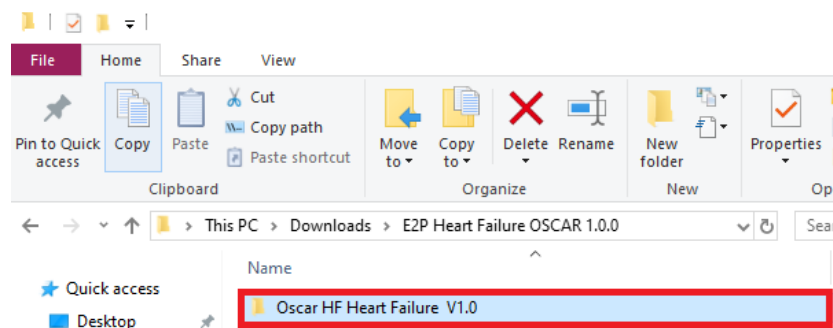 File Home Share View
Pin to Quick access Copy Paste Cut Copy path Paste shortcut Move to Copy to Delete Rename New folder Properties
Clipboard Organize New Op
This PC > Downloads > E2P Heart Failure OSCAR 1.0.0 Sea
Name
Quick access
Oscar HF Heart Failure V1.0
Desktop